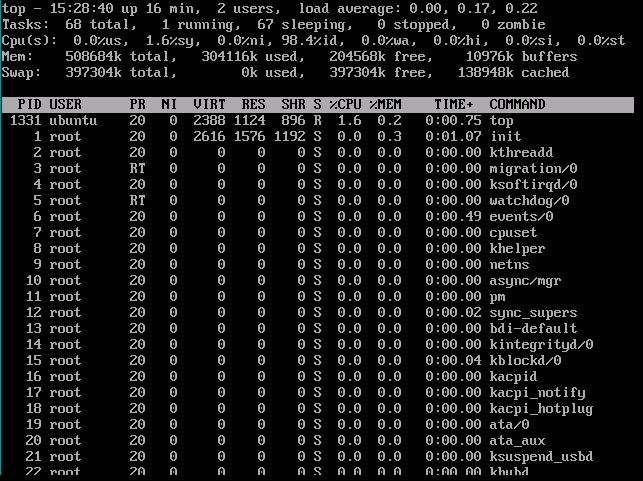 top - 15:28:40 up 16 min,  2 users,  load average: 0.00, 0.17, 0.22
Tasks:  68 total,   1 running,  67 sleeping,   0 stopped,   0 zombie
Cpu(s):  0.0%us,  1.6%sy,  0.0%ni, 98.4%id,  0.0%wa,  0.0%hi,  0.0%si,  0.0%st
Mem:    508684k total,   304116k used,   204568k free,    10976k buffers
Swap:   397304k total,        0k used,   397304k free,   138948k cached
PID USER      PR  NI  VIRT  RES  SHR S %CPU %MEM    TIME+  COMMAND
1331 ubuntu    20   0  2388 1124  896 R  1.6  0.2   0:00.75 top
1 root      20   0  2616 1576 1192 S  0.0  0.3   0:01.07 init
2 root      20   0     0    0    0 S  0.0  0.0   0:00.00 kthreadd
3 root      RT   0     0    0    0 S  0.0  0.0   0:00.00 migration/0
4 root      20   0     0    0    0 S  0.0  0.0   0:00.00 ksoftirqd/0
5 root      RT   0     0    0    0 S  0.0  0.0   0:00.00 watchdog/0
6 root      20   0     0    0    0 S  0.0  0.0   0:00.49 events/0
7 root      20   0     0    0    0 S  0.0  0.0   0:00.00 cpuset
8 root      20   0     0    0    0 S  0.0  0.0   0:00.00 khelper
9 root      20   0     0    0    0 S  0.0  0.0   0:00.00 netns
10 root      20   0     0    0    0 S  0.0  0.0   0:00.00 async/mgr
11 root      20   0     0    0    0 S  0.0  0.0   0:00.00 pm
12 root      20   0     0    0    0 S  0.0  0.0   0:00.02 sync_supers
13 root      20   0     0    0    0 S  0.0  0.0   0:00.00 bdi-default
14 root      20   0     0    0    0 S  0.0  0.0   0:00.00 kintegrityd/0
15 root      20   0     0    0    0 S  0.0  0.0   0:00.04 kblockd/0
16 root      20   0     0    0    0 S  0.0  0.0   0:00.00 kacpid
17 root      20   0     0    0    0 S  0.0  0.0   0:00.00 kacpi_notify
18 root      20   0     0    0    0 S  0.0  0.0   0:00.00 kacpi_hotplug
19 root      20   0     0    0    0 S  0.0  0.0   0:00.00 ata/0
20 root      20   0     0    0    0 S  0.0  0.0   0:00.00 ata_aux
21 root      20   0     0    0    0 S  0.0  0.0   0:00.00 ksuspend_usbd
22 root      20   0     0    0    0 S  0.0  0.0   0:00.00 khubd